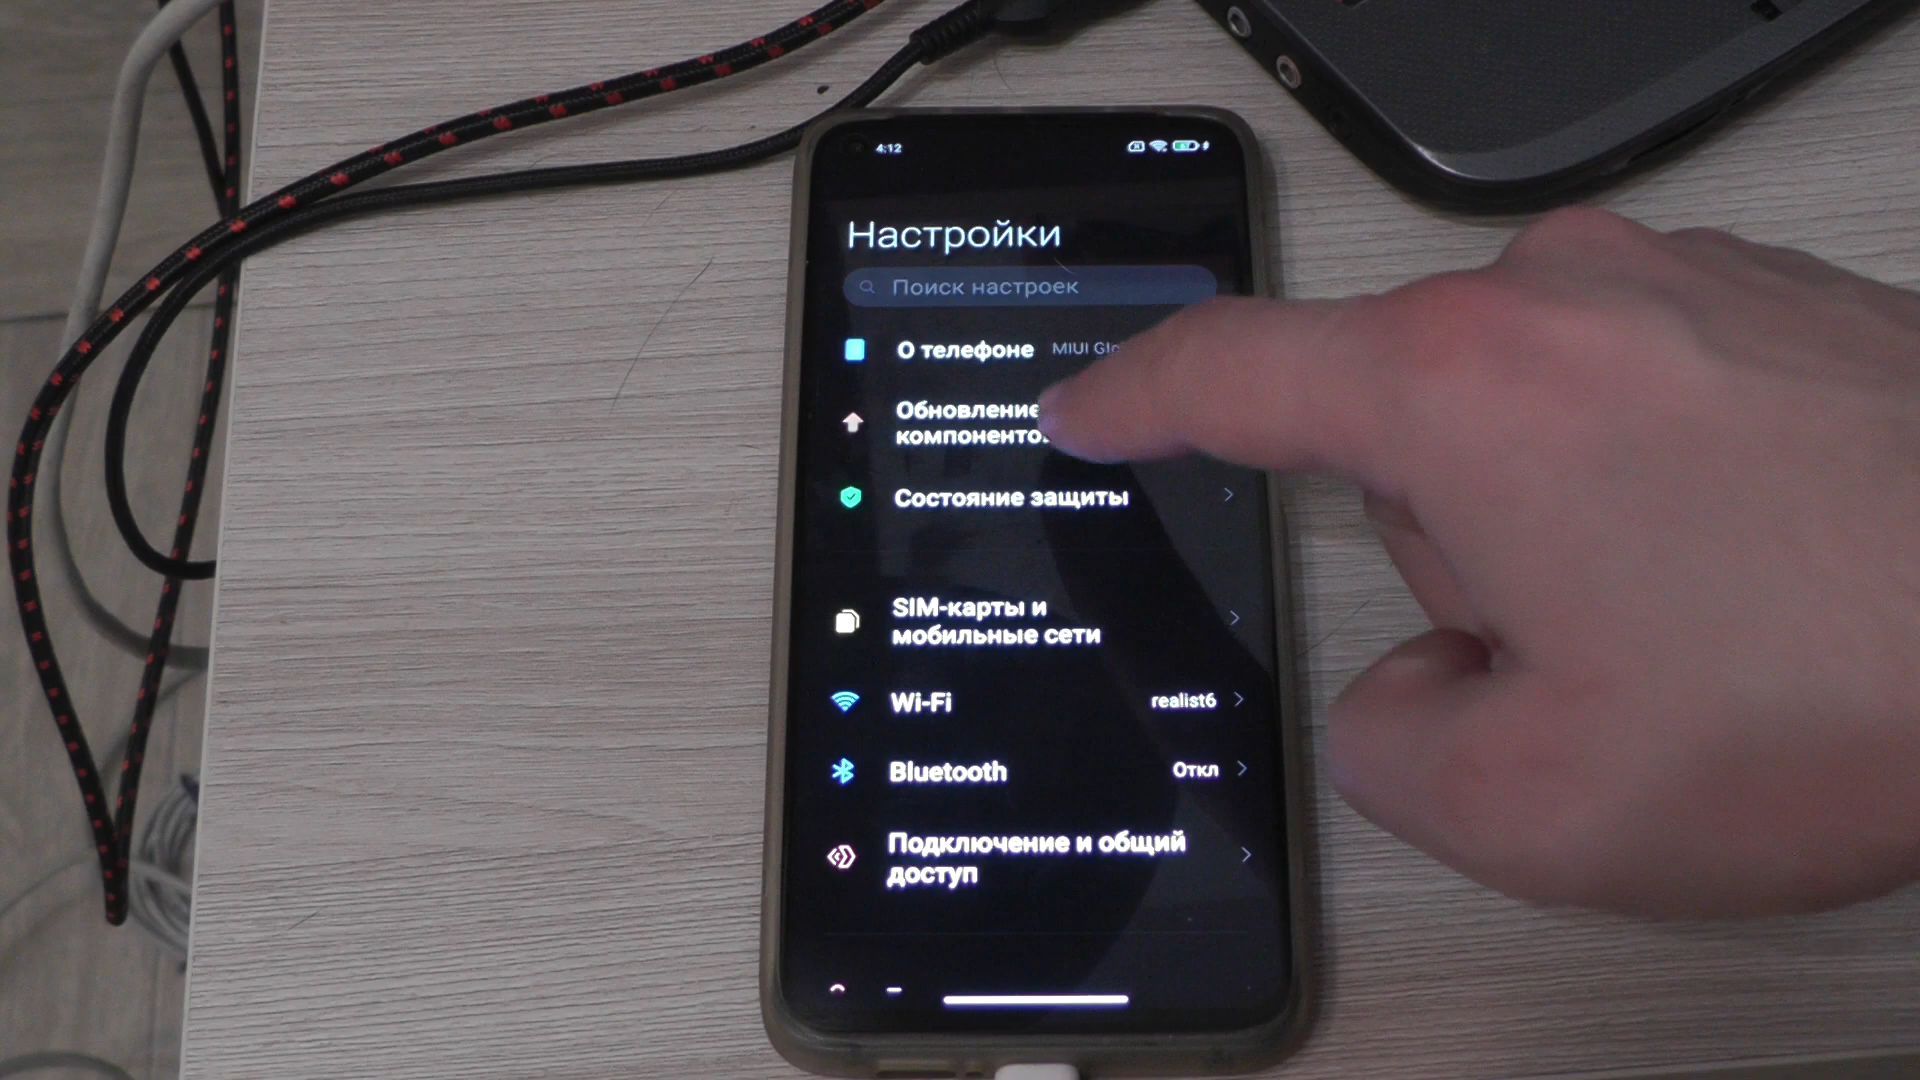 4:12
Настройки
Поиск настроек
О телефоне MIUI
Обновление
Состояние защиты
SIM-карты и
мобильные сети
Wi-Fi realist6
Bluetooth Откл
Подключение и общий
доступ